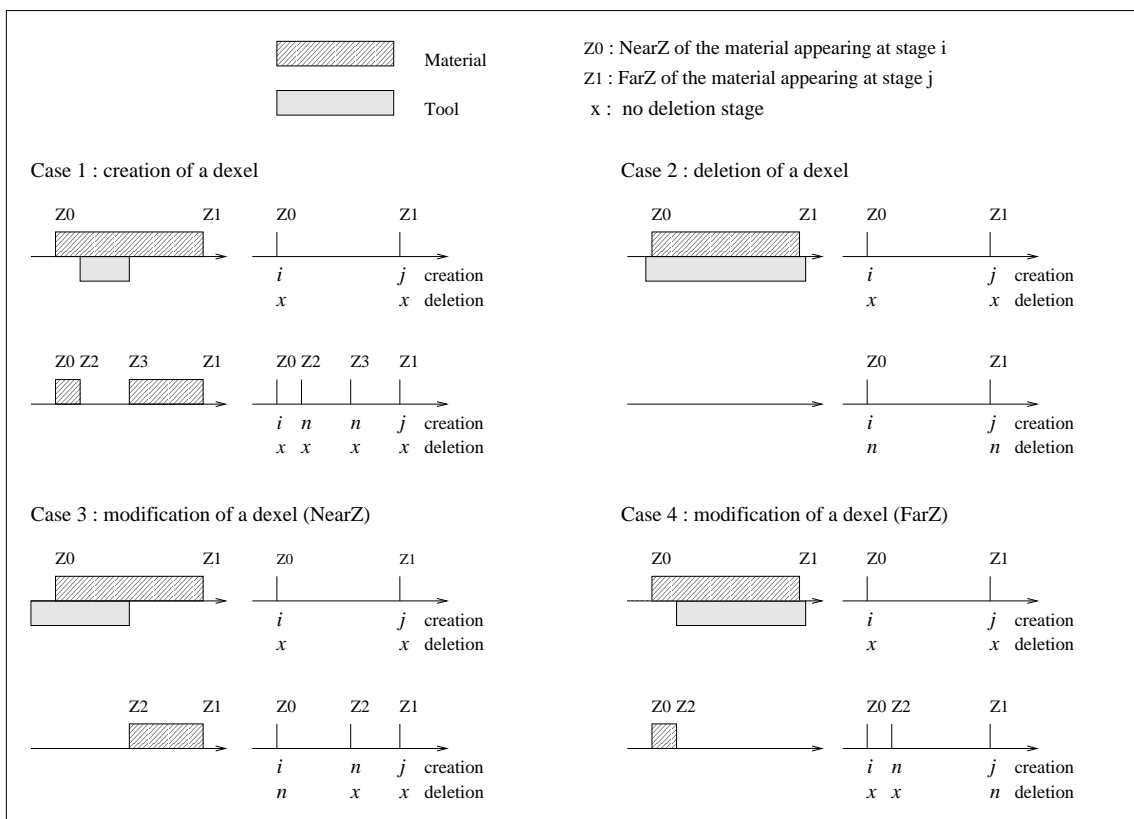 Material
Tool
Z0 : NearZ of the material appearing at stage i
Z1 : FarZ of the material appearing at stage j
x : no deletion stage
Case 1 : creation of a dexel
Z0 Z1 Z0 Z1
i j creation
x x deletion
Z0 Z2 Z3 Z1 Z0 Z2 Z3 Z1
i n n j creation
x x x x deletion
Case 2 : deletion of a dexel
Z0 Z1 Z0 Z1
i j creation
x x deletion
Z0 Z1
i j creation
n n deletion
Case 3 : modification of a dexel (NearZ)
Z0 Z1 Z0 Z1
i j creation
x x deletion
Z2 Z1 Z0 Z2 Z1
i n j creation
n x x deletion
Case 4 : modification of a dexel (FarZ)
Z0 Z1 Z0 Z1
i j creation
x x deletion
Z0 Z2 Z0 Z2 Z1
i n j creation
x x n deletion